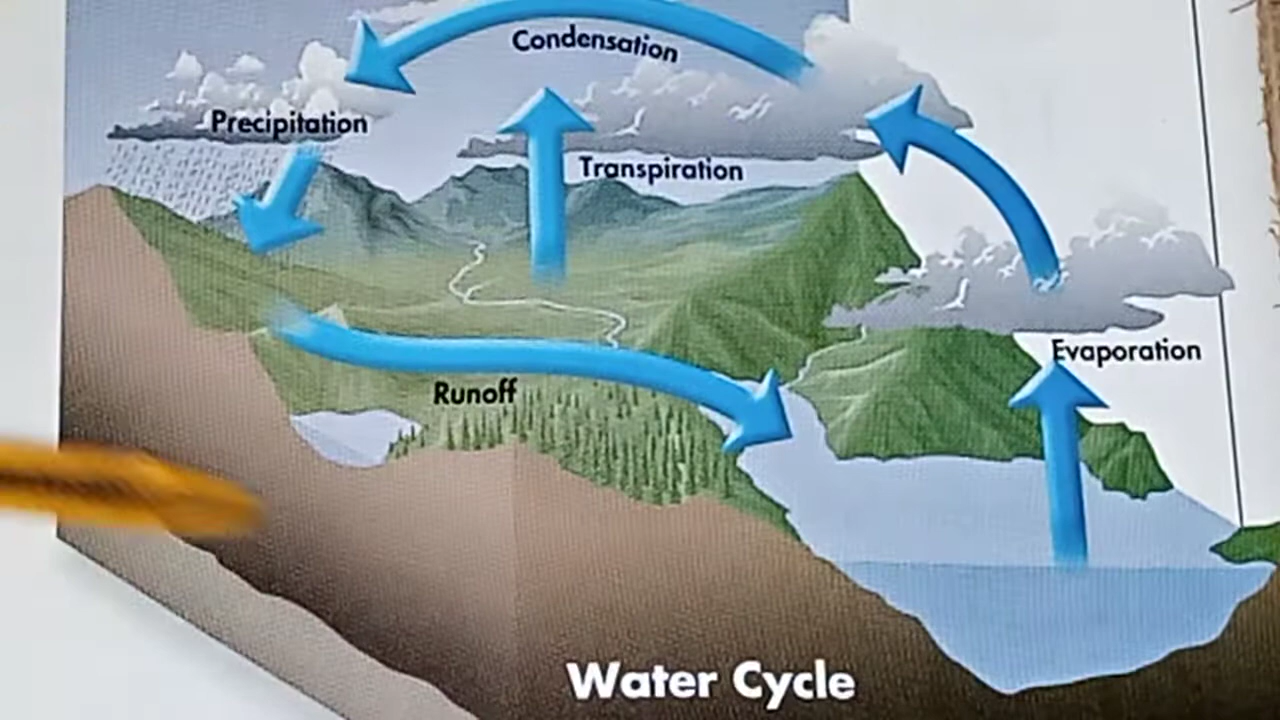 Condensation
Precipitation
Transpiration
Evaporation
Runoff
Water Cycle